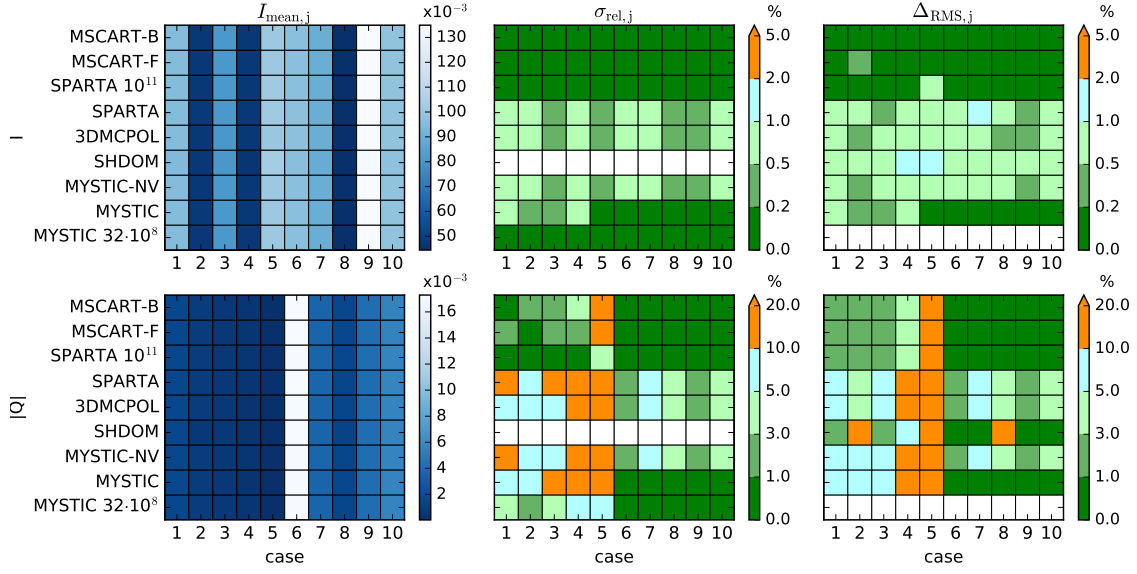 I_mean,j x10⁻³ σ_rel,j % Δ_RMS,j %
I
MSCART-B
MSCART-F
SPARTA 10¹¹
SPARTA
3DMCPOL
SHDOM
MYSTIC-NV
MYSTIC
MYSTIC 32·10⁸
130
120
110
100
90
80
70
60
50
5.0
2.0
1.0
0.5
0.2
0.0
5.0
2.0
1.0
0.5
0.2
0.0
1 2 3 4 5 6 7 8 9 10
1 2 3 4 5 6 7 8 9 10
1 2 3 4 5 6 7 8 9 10
x10⁻³ % %
|Q|
MSCART-B
MSCART-F
SPARTA 10¹¹
SPARTA
3DMCPOL
SHDOM
MYSTIC-NV
MYSTIC
MYSTIC 32·10⁸
16
14
12
10
8
6
4
2
20.0
10.0
5.0
3.0
1.0
0.0
20.0
10.0
5.0
3.0
1.0
0.0
1 2 3 4 5 6 7 8 9 10
1 2 3 4 5 6 7 8 9 10
1 2 3 4 5 6 7 8 9 10
case case case